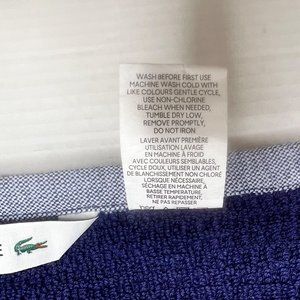 WASH BEFORE FIRST USE
MACHINE WASH COLD WITH
LIKE COLOURS GENTLE CYCLE,
USE NON-CHLORINE
BLEACH WHEN NEEDED,
TUMBLE DRY LOW,
REMOVE PROMPTLY,
DO NOT IRON
LAVER AVANT PREMIÈRE
UTILISATION LAVAGE
EN MACHINE À FROID
AVEC COULEURS SEMBLABLES,
CYCLE DOUX, UTILISER UN AGENT
DE BLANCHISSEMENT NON CHLORÉ
LORSQUE NÉCESSAIRE,
SÉCHAGE EN MACHINE À
BASSE TEMPÉRATURE,
RETIRER RAPIDEMENT,
NE PAS REPASSER
E